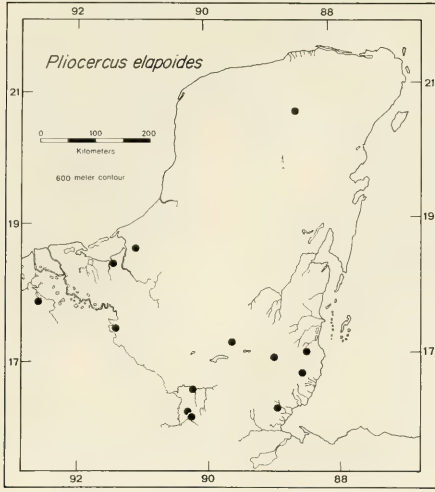 92 90 88
Pliocercus elapoides
21 21
0 100 200
Kilometers
600 meter contour
19 19
17 17
92 90 88